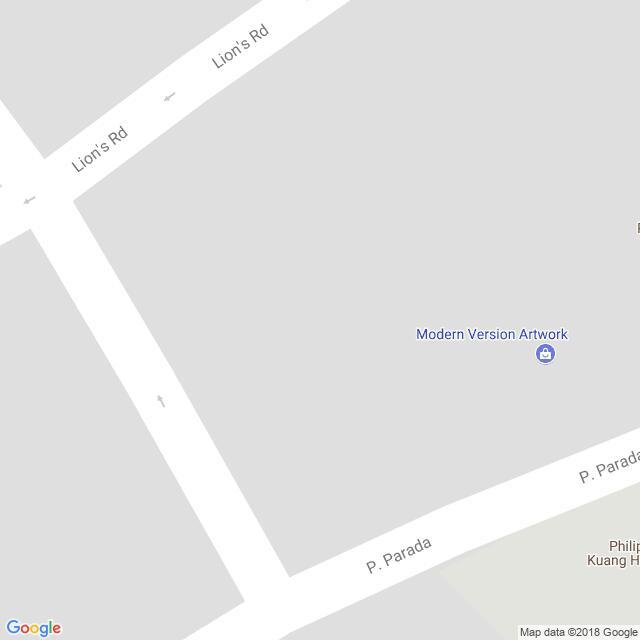 Lion's Rd
Lion's Rd
Modern Version Artwork
P. Parada
P. Parada
Philip
Kuang H
Google
Map data ©2018 Google